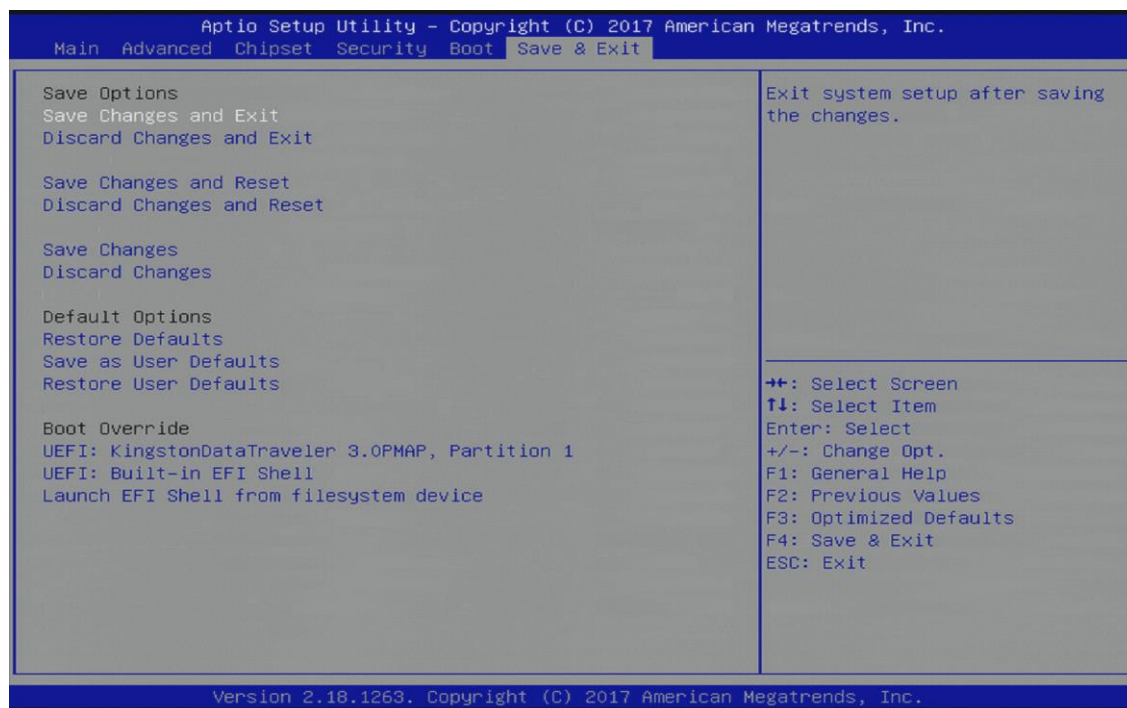 Aptio Setup Utility – Copyright (C) 2017 American Megatrends, Inc.
Main Advanced Chipset Security Boot Save & Exit
Save Options
Save Changes and Exit
Discard Changes and Exit
Save Changes and Reset
Discard Changes and Reset
Save Changes
Discard Changes
Default Options
Restore Defaults
Save as User Defaults
Restore User Defaults
Boot Override
UEFI: KingstonDataTraveler 3.0PMAP, Partition 1
UEFI: Built-in EFI Shell
Launch EFI Shell from filesystem device
Exit system setup after saving
the changes.
→←: Select Screen
↑↓: Select Item
Enter: Select
+/-: Change Opt.
F1: General Help
F2: Previous Values
F3: Optimized Defaults
F4: Save & Exit
ESC: Exit
Version 2.18.1263. Copyright (C) 2017 American Megatrends, Inc.